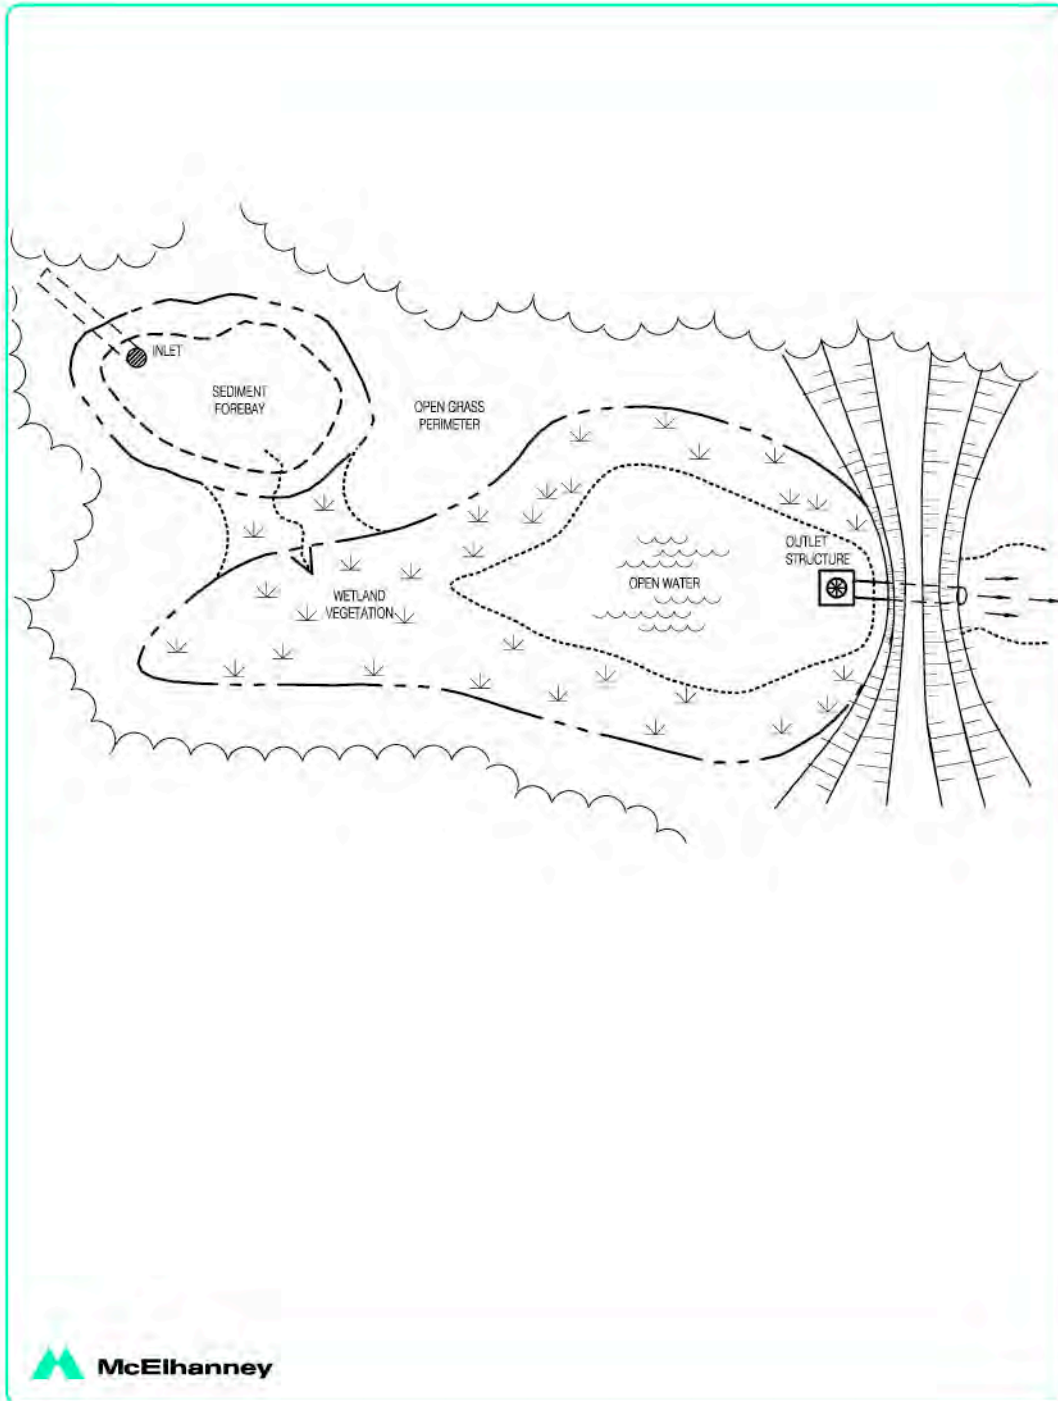 INLET
SEDIMENT
FOREBAY
OPEN GRASS
PERIMETER
OUTLET
STRUCTURE
OPEN WATER
WETLAND
VEGETATION
McElhanney